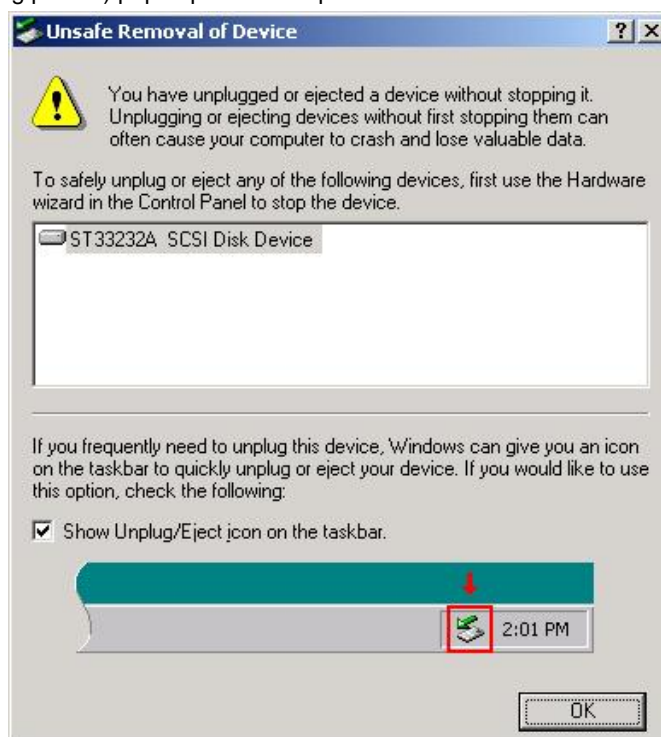 Unsafe Removal of Device
You have unplugged or ejected a device without stopping it.
Unplugging or ejecting devices without first stopping them can
often cause your computer to crash and lose valuable data.
To safely unplug or eject any of the following devices, first use the Hardware
wizard in the Control Panel to stop the device.
ST33232A SCSI Disk Device
If you frequently need to unplug this device, Windows can give you an icon
on the taskbar to quickly unplug or eject your device. If you would like to use
this option, check the following:
Show Unplug/Eject icon on the taskbar.
2:01 PM
OK